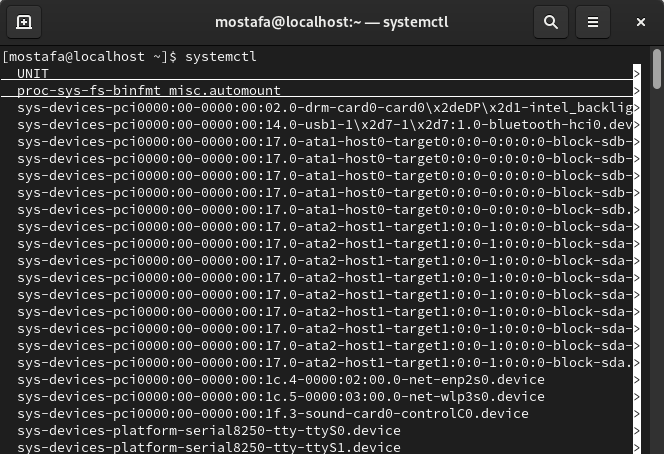 mostafa@localhost:~ — systemctl
[mostafa@localhost ~]$ systemctl
UNIT >
proc-sys-fs-binfmt_misc.automount >
sys-devices-pci0000:00-0000:00:02.0-drm-card0-card0\x2deDP\x2d1-intel_backlig>
sys-devices-pci0000:00-0000:00:14.0-usb1-1\x2d7-1\x2d7:1.0-bluetooth-hci0.dev>
sys-devices-pci0000:00-0000:00:17.0-ata1-host0-target0:0:0-0:0:0:0-block-sdb->
sys-devices-pci0000:00-0000:00:17.0-ata1-host0-target0:0:0-0:0:0:0-block-sdb->
sys-devices-pci0000:00-0000:00:17.0-ata1-host0-target0:0:0-0:0:0:0-block-sdb->
sys-devices-pci0000:00-0000:00:17.0-ata1-host0-target0:0:0-0:0:0:0-block-sdb->
sys-devices-pci0000:00-0000:00:17.0-ata1-host0-target0:0:0-0:0:0:0-block-sdb.>
sys-devices-pci0000:00-0000:00:17.0-ata2-host1-target1:0:0-1:0:0:0-block-sda->
sys-devices-pci0000:00-0000:00:17.0-ata2-host1-target1:0:0-1:0:0:0-block-sda->
sys-devices-pci0000:00-0000:00:17.0-ata2-host1-target1:0:0-1:0:0:0-block-sda->
sys-devices-pci0000:00-0000:00:17.0-ata2-host1-target1:0:0-1:0:0:0-block-sda->
sys-devices-pci0000:00-0000:00:17.0-ata2-host1-target1:0:0-1:0:0:0-block-sda->
sys-devices-pci0000:00-0000:00:17.0-ata2-host1-target1:0:0-1:0:0:0-block-sda->
sys-devices-pci0000:00-0000:00:17.0-ata2-host1-target1:0:0-1:0:0:0-block-sda->
sys-devices-pci0000:00-0000:00:17.0-ata2-host1-target1:0:0-1:0:0:0-block-sda->
sys-devices-pci0000:00-0000:00:17.0-ata2-host1-target1:0:0-1:0:0:0-block-sda.>
sys-devices-pci0000:00-0000:00:1c.4-0000:02:00.0-net-enp2s0.device >
sys-devices-pci0000:00-0000:00:1c.5-0000:03:00.0-net-wlp3s0.device >
sys-devices-pci0000:00-0000:00:1f.3-sound-card0-controlC0.device >
sys-devices-platform-serial8250-tty-ttyS0.device >
sys-devices-platform-serial8250-tty-ttyS1.device >